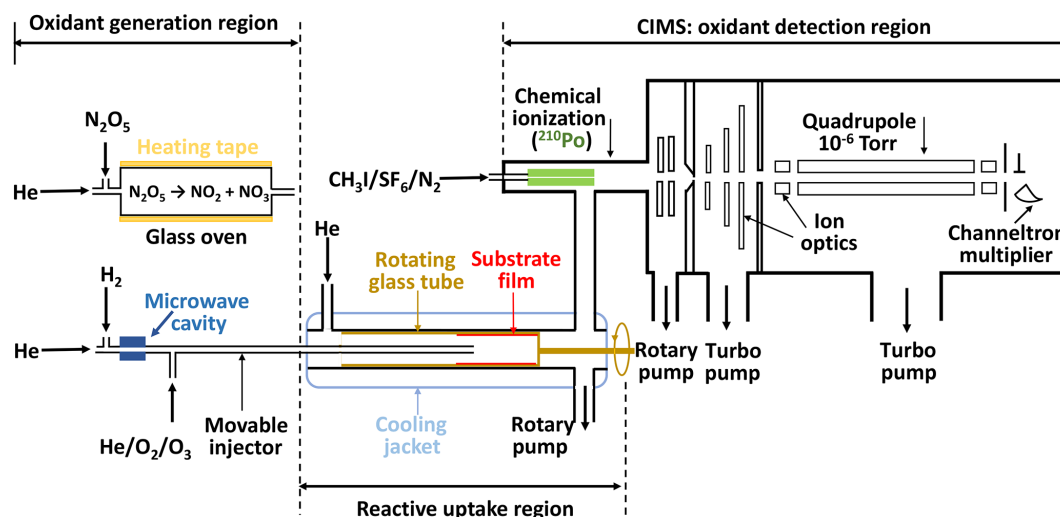 Oxidant generation region
CIMS: oxidant detection region
N₂O₅
Heating tape
He
N₂O₅ → NO₂ + NO₃
Glass oven
Chemical
ionization
(²¹⁰Po)
CH₃I/SF₆/N₂
Quadrupole
10⁻⁶ Torr
Ion
optics
Channeltron
multiplier
He
Rotating
glass tube
Substrate
film
H₂
Microwave
cavity
He
He/O₂/O₃
Movable
injector
Cooling
jacket
Rotary
pump
Rotary
pump
Turbo
pump
Turbo
pump
Reactive uptake region